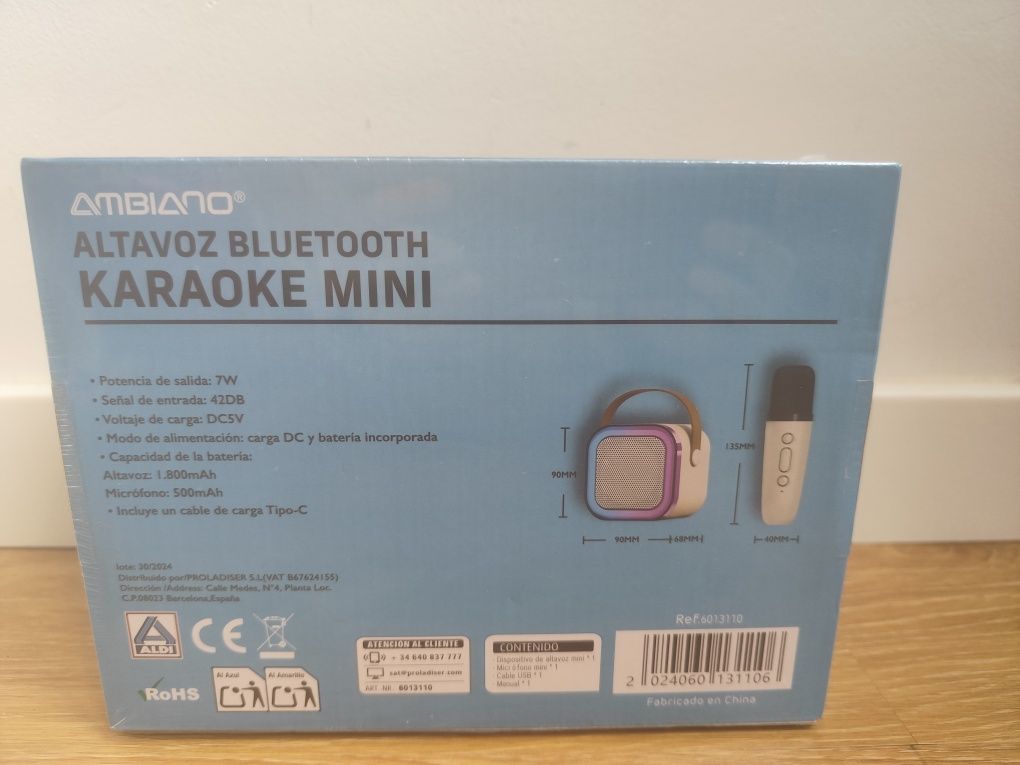 AMBIANO®
ALTAVOZ BLUETOOTH
KARAOKE MINI
• Potencia de salida: 7W
• Señal de entrada: 42DB
• Voltaje de carga: DC5V
• Modo de alimentación: carga DC y batería incorporada
• Capacidad de la batería:
Altavoz: 1.800mAh
Micrófono: 500mAh
• Incluye un cable de carga Tipo-C
90MM
90MM
68MM
135MM
40MM
lote: 30/2024
Distribuido por/PROLADISER S.L(VAT B67624155)
Dirección /Address: Calle Medes, N°4, Planta Loc.
C.P.08023 Barcelona,España
ALDI
CE
RoHS
Al Azul
Al Amarillo
ATENCIÓN AL CLIENTE
+ 34 640 837 777
sat@proladiser.com
ART. NR. 6013110
CONTENIDO
- Dispositivo de altavoz mini * 1
- Micrófono mini * 1
- Cable USB * 1
- Manual * 1
Ref.6013110
2 024060 131106
Fabricado en China